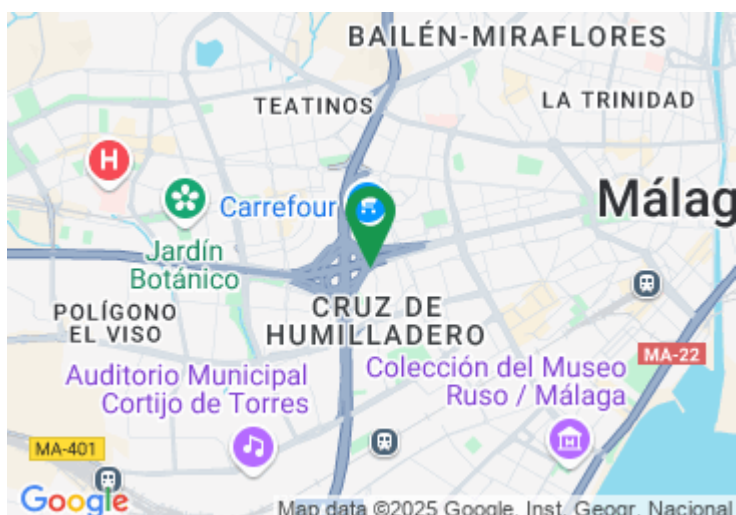 BAILÉN-MIRAFLORES
TEATINOS
LA TRINIDAD
H
Carrefour
Málag
Jardín
Botánico
POLÍGONO
EL VISO
CRUZ DE
HUMILLADERO
MA-22
Auditorio Municipal
Cortijo de Torres
Colección del Museo
Ruso / Málaga
MA-401
Google
Map data ©2025 Google, Inst. Geogr. Nacional